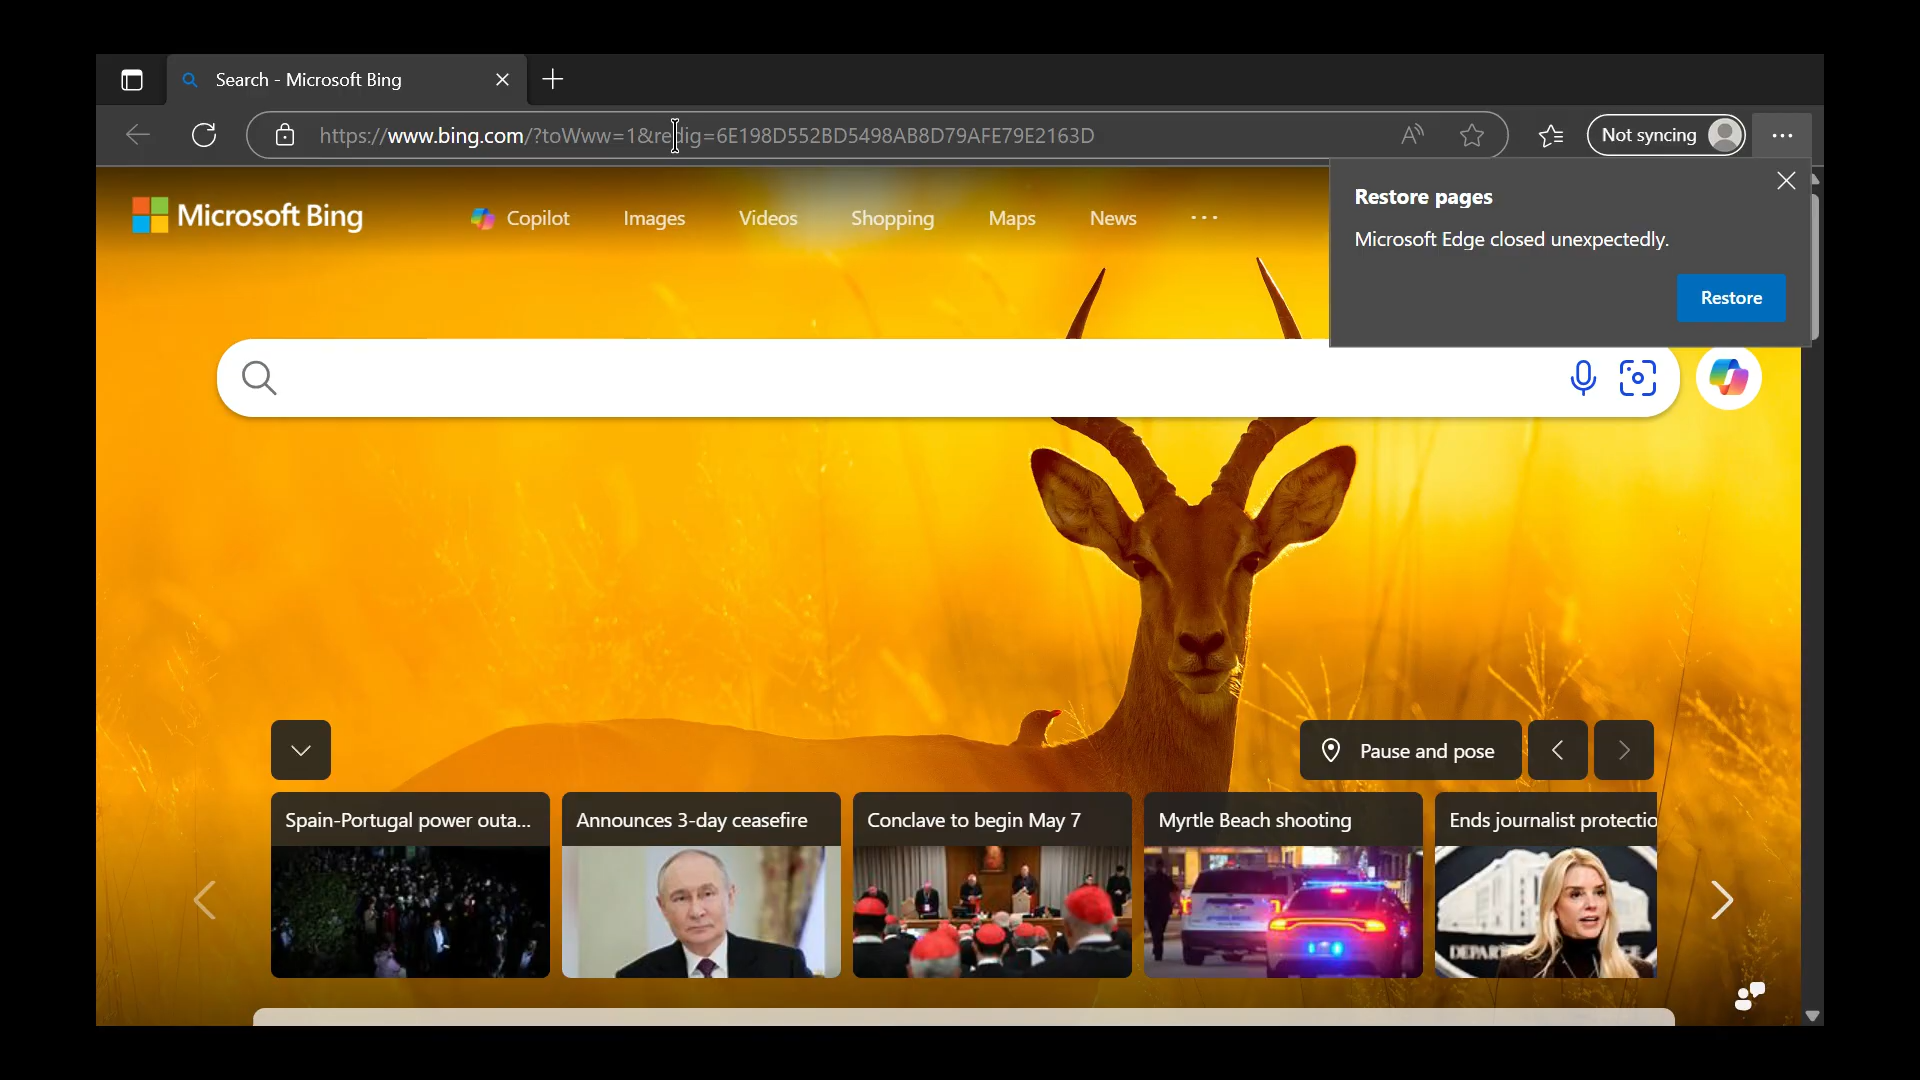 Search - Microsoft Bing
https://www.bing.com/?toWww=1&redig=6E198D552BD5498AB8D79AFE79E2163D
Not syncing
Microsoft Bing
Copilot
Images
Videos
Shopping
Maps
News
Restore pages
Microsoft Edge closed unexpectedly.
Restore
Pause and pose
Spain-Portugal power outa...
Announces 3-day ceasefire
Conclave to begin May 7
Myrtle Beach shooting
Ends journalist protectio